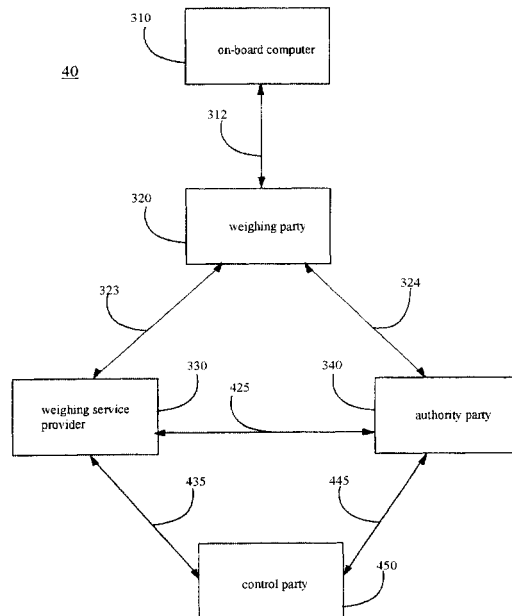 310
on-board computer
40
312
320
weighing party
323
324
330
340
425
weighing service
provider
authority party
435
445
control party
450